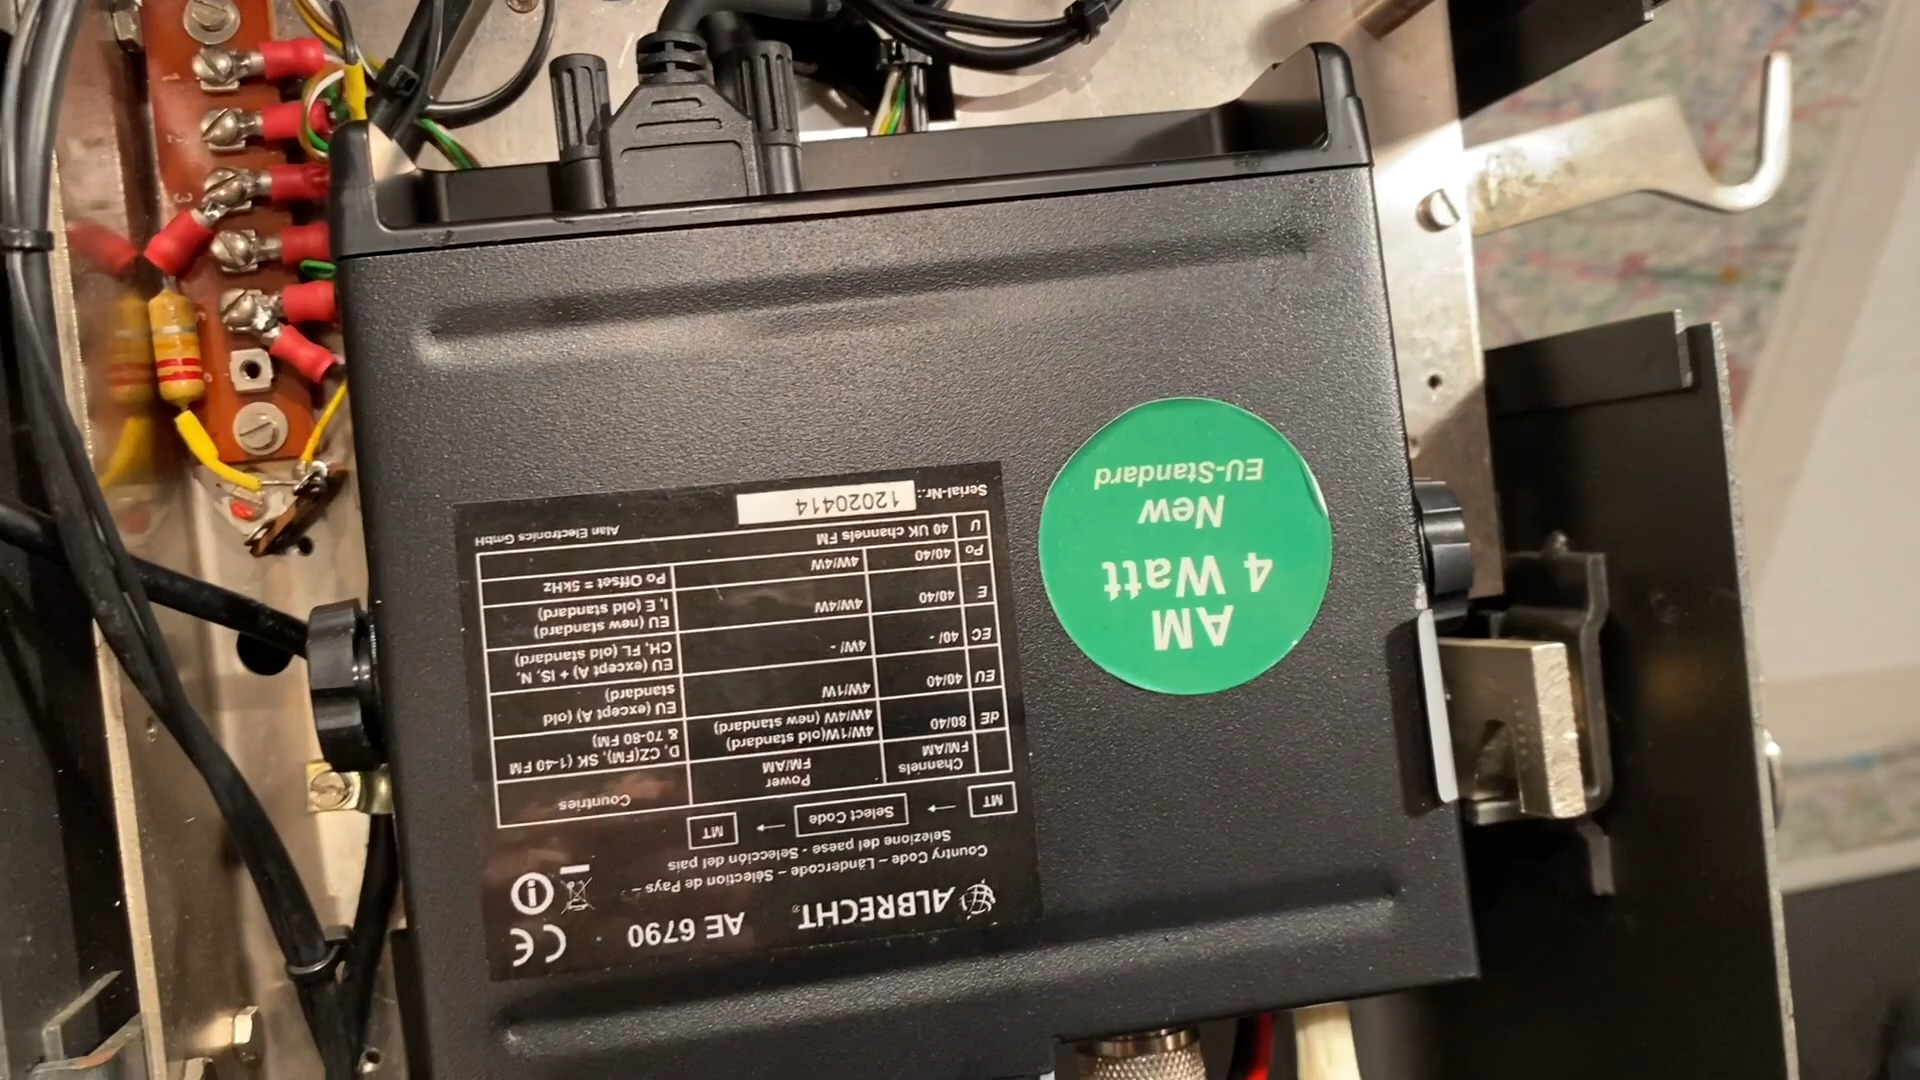 ALBRECHT® AE 6790 CE
Country Code – Ländercode – Sélection de Pays –
Selezione del paese - Selección del país
MT → Select Code → MT
Channels FM/AM Power FM/AM Countries
dE 80/40 4W/1W(old standard) 4W/4W (new standard) D, CZ(FM), SK (1-40 FM & 70-80 FM)
EU 40/40 4W/1W EU (except A) (old standard)
EC 40/ - 4W/ - EU (except A) + IS, N, CH, FL (old standard)
E 40/40 4W/4W EU (new standard) I, E (old standard)
Po 40/40 4W/4W Po Offset = 5kHz
U 40 UK channels FM
Serial-Nr.: 12020414 Alan Electronics GmbH
AM
4 Watt
New
EU-Standard
1
2
3